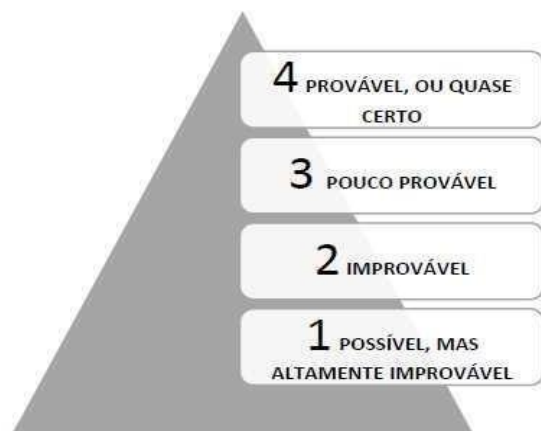 4 PROVÁVEL, OU QUASE
CERTO
3 POUCO PROVÁVEL
2 IMPROVÁVEL
1 POSSÍVEL, MAS
ALTAMENTE IMPROVÁVEL